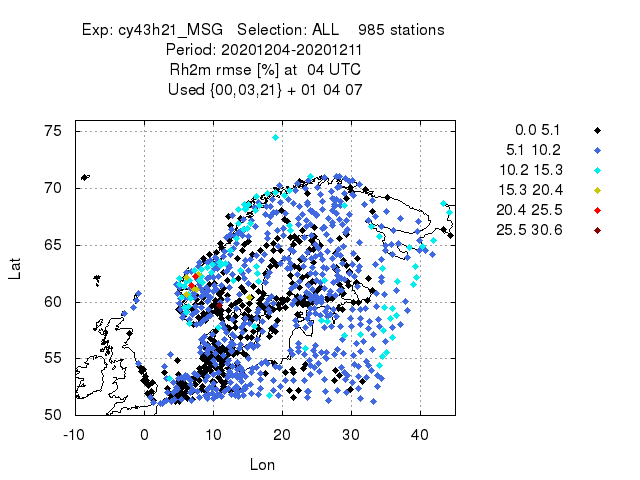 Exp: cy43h21_MSG   Selection: ALL    985 stations
Period: 20201204-20201211
Rh2m rmse [%] at  04 UTC
Used {00,03,21} + 01 04 07
0.0 5.1
5.1 10.2
10.2 15.3
15.3 20.4
20.4 25.5
25.5 30.6
75
70
65
60
55
50
Lat
-10 0 10 20 30 40
Lon